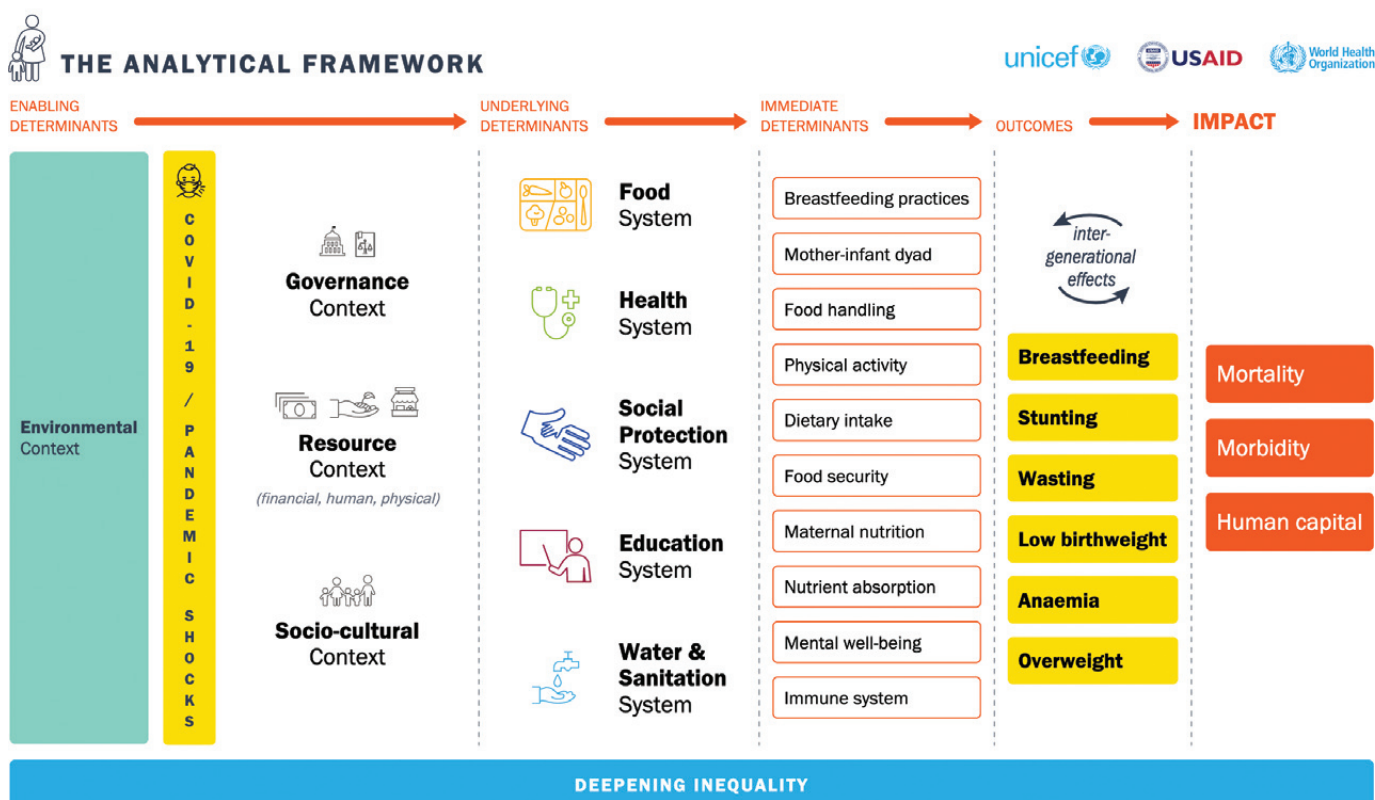 THE ANALYTICAL FRAMEWORK
unicef
USAID
World Health
Organization
ENABLING
DETERMINANTS
UNDERLYING
DETERMINANTS
IMMEDIATE
DETERMINANTS
OUTCOMES
IMPACT
Environmental
Context
COVID-19 / PANDEMIC SHOCKS
Governance
Context
Resource
Context
(financial, human, physical)
Socio-cultural
Context
Food
System
Health
System
Social
Protection
System
Education
System
Water &
Sanitation
System
Breastfeeding practices
Mother-infant dyad
Food handling
Physical activity
Dietary intake
Food security
Maternal nutrition
Nutrient absorption
Mental well-being
Immune system
inter-
generational
effects
Breastfeeding
Stunting
Wasting
Low birthweight
Anaemia
Overweight
Mortality
Morbidity
Human capital
DEEPENING INEQUALITY